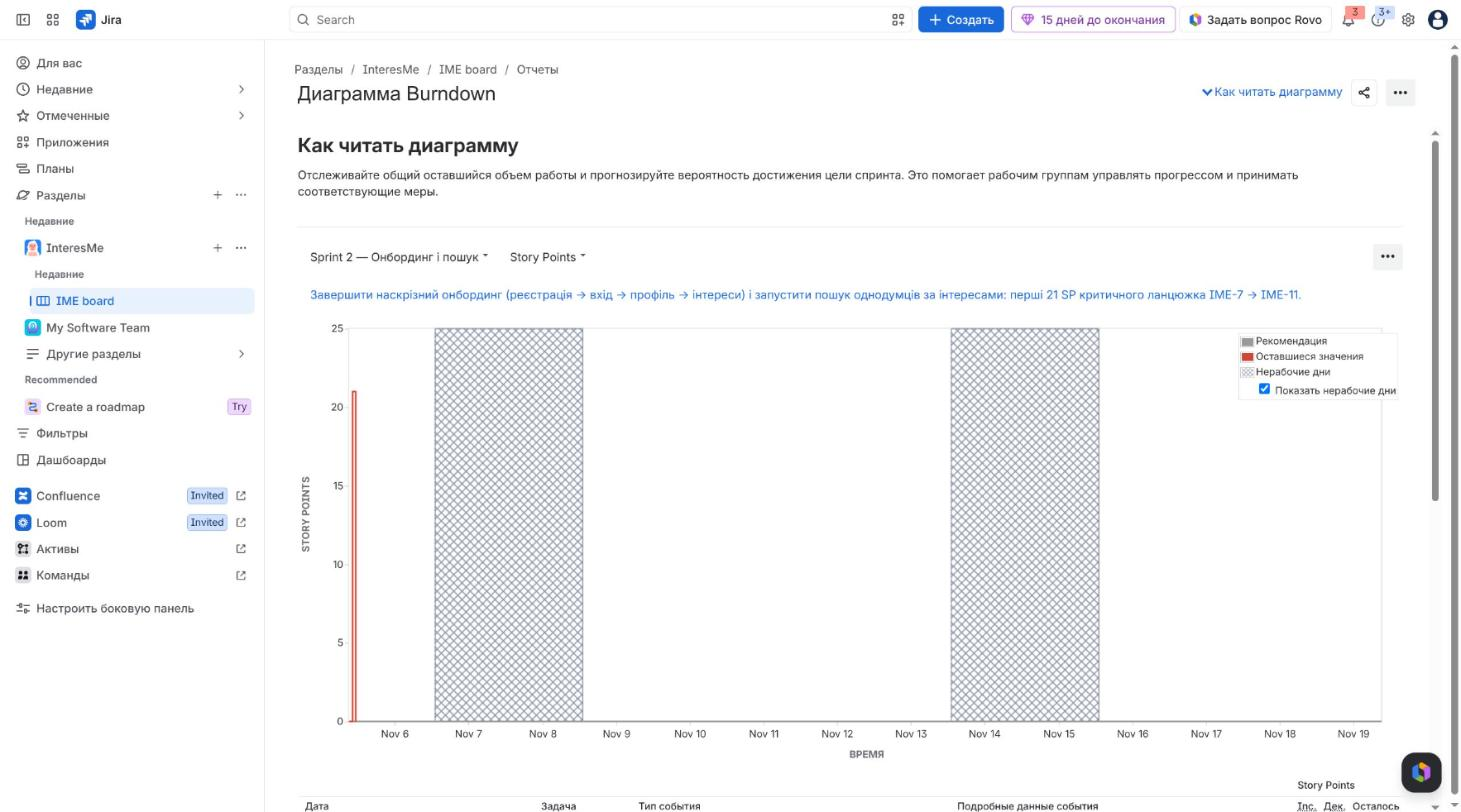 Jira
Search
Создать
15 дней до окончания
Задать вопрос Rovo
3
3+
Для вас
Недавние
Отмеченные
Приложения
Планы
Разделы
Недавние
InteresMe
Недавние
IME board
My Software Team
Другие разделы
Recommended
Create a roadmap
Try
Фильтры
Дашбоарды
Confluence
Invited
Loom
Invited
Активы
Команды
Настроить боковую панель
Разделы / InteresMe / IME board / Отчеты
Диаграмма Burndown
Как читать диаграмму
Как читать диаграмму
Отслеживайте общий оставшийся объем работы и прогнозируйте вероятность достижения цели спринта. Это помогает рабочим группам управлять прогрессом и принимать
соответствующие меры.
Sprint 2 — Онбординг і пошук
Story Points
Завершити наскрізний онбординг (реєстрація → вхід → профіль → інтереси) і запустити пошук однодумців за інтересами: перші 21 SP критичного ланцюжка IME-7 → IME-11.
25
20
15
10
5
0
STORY POINTS
Рекомендация
Оставшиеся значения
Нерабочие дни
Показать нерабочие дни
Nov 6 Nov 7 Nov 8 Nov 9 Nov 10 Nov 11 Nov 12 Nov 13 Nov 14 Nov 15 Nov 16 Nov 17 Nov 18 Nov 19
ВРЕМЯ
Story Points
Дата Задача Тип события Подробные данные события Inc. Дек. Осталось